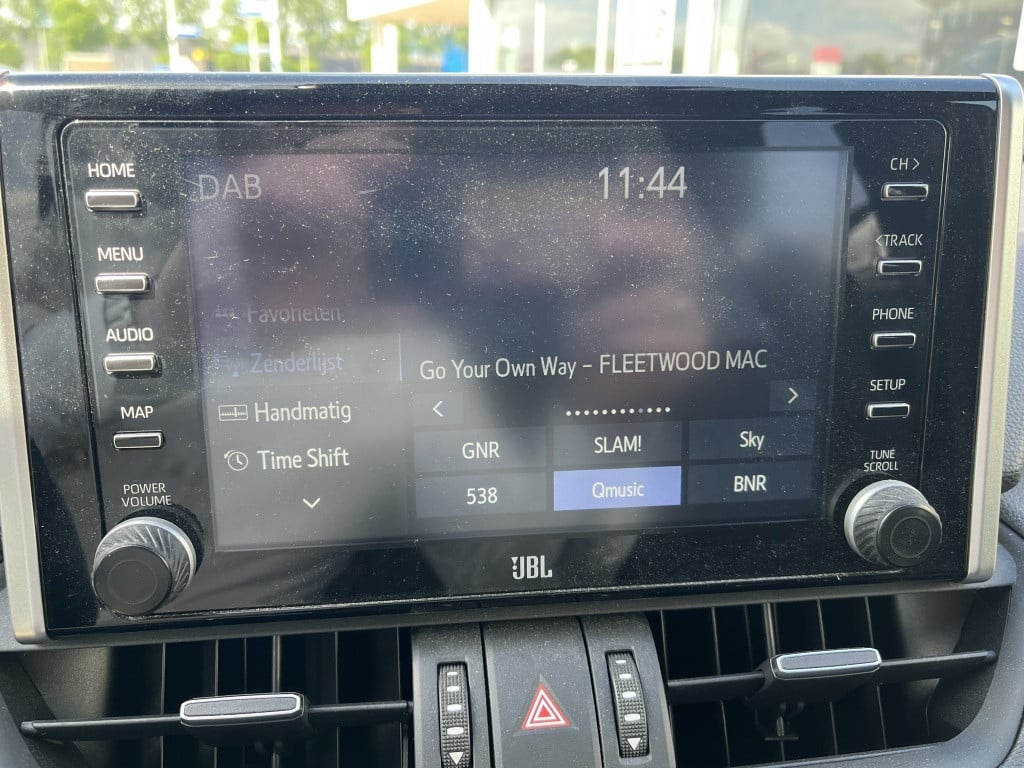 HOME
MENU
AUDIO
MAP
POWER
VOLUME
DAB
11:44
Favorieten
Zenderlijst
Handmatig
Time Shift
Go Your Own Way – FLEETWOOD MAC
GNR
SLAM!
Sky
538
Qmusic
BNR
CH >
< TRACK
PHONE
SETUP
TUNE
SCROLL
JBL